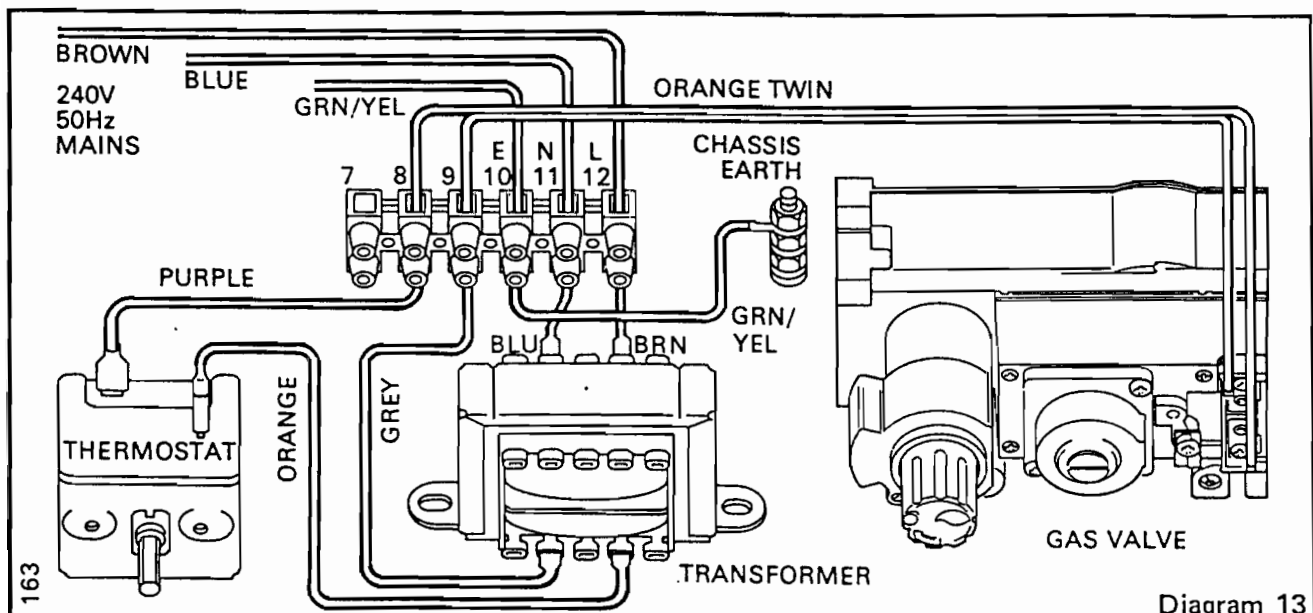 BROWN
BLUE
240V
50Hz
MAINS
GRN/YEL
ORANGE TWIN
CHASSIS
EARTH
E N L
7 8 9 10 11 12
PURPLE
GRN/
YEL
BLU
BRN
ORANGE
GREY
THERMOSTAT
TRANSFORMER
GAS VALVE
163
Diagram 13